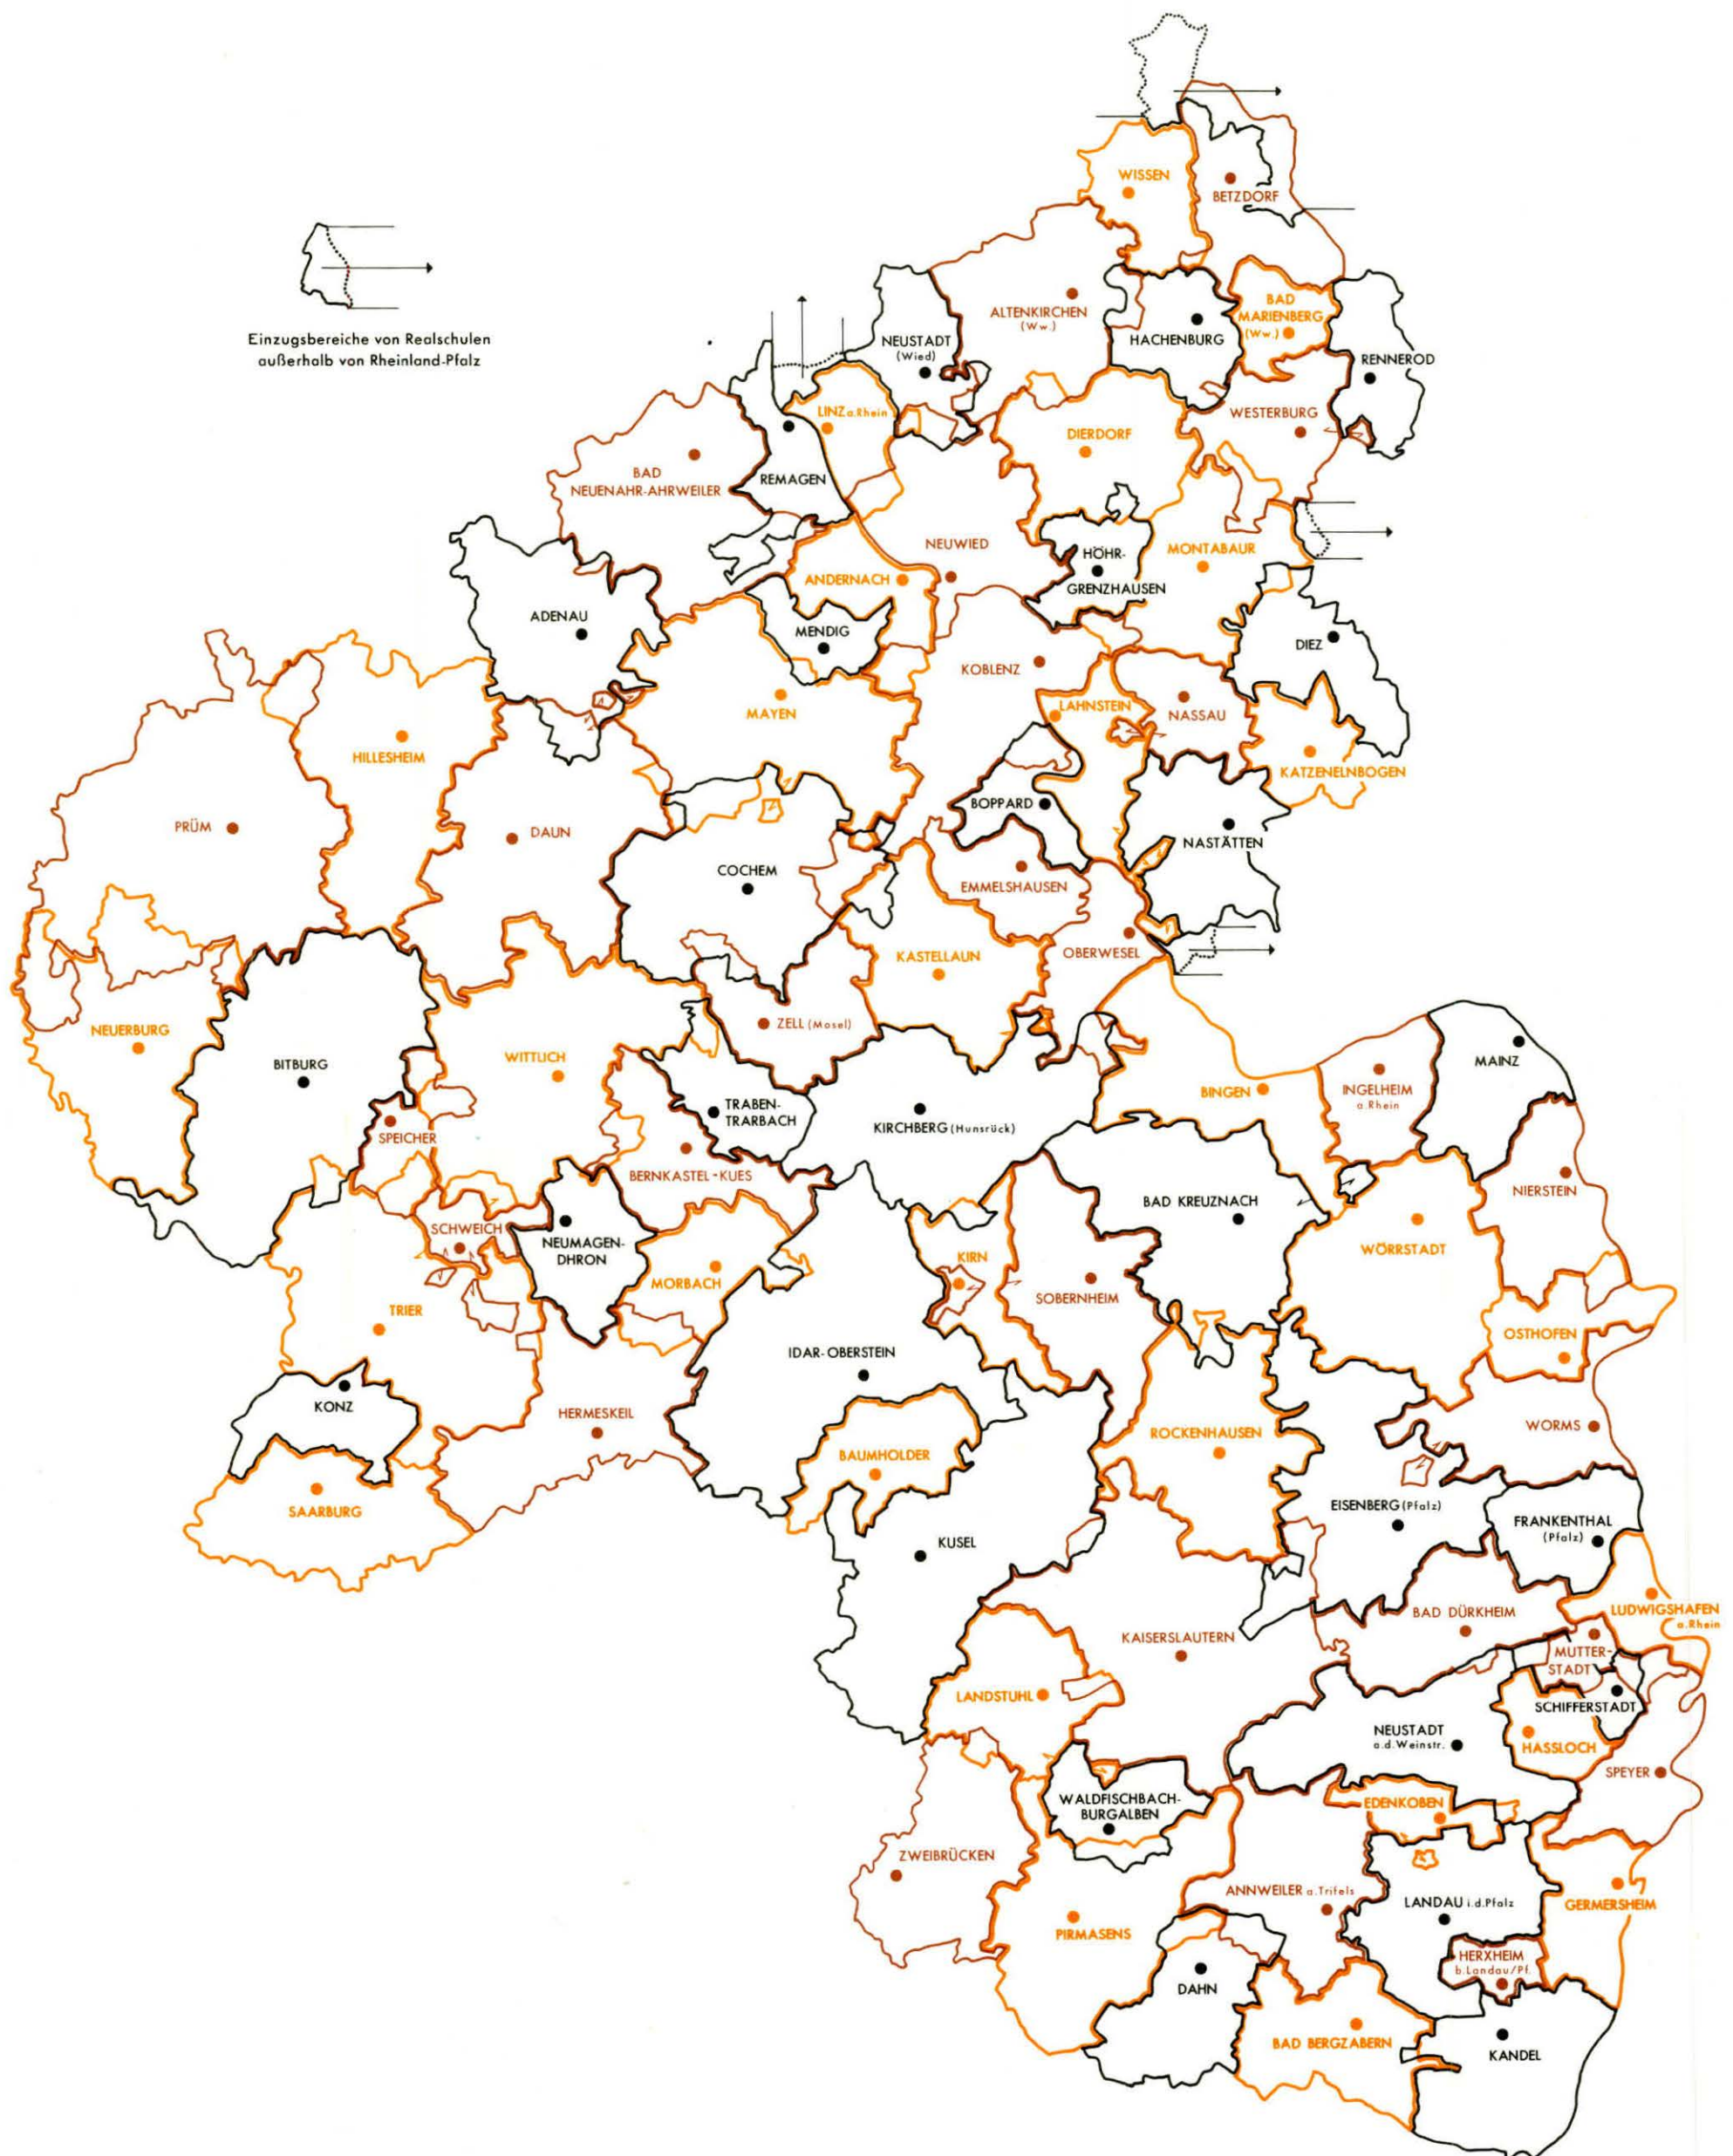 WISSEN
BETZDORF
Einzugsbereiche von Realschulen
außerhalb von Rheinland-Pfalz
ALTENKIRCHEN
(Ww.)
BAD
MARIENBERG
(Ww.)
HACHENBURG
NEUSTADT
(Wied)
RENNEROD
LINZ a.Rhein
WESTERBURG
DIERDORF
BAD
NEUENAHR-AHRWEILER
REMAGEN
NEUWIED
MONTABAUR
HÖHR-
GRENZHAUSEN
ANDERNACH
ADENAU
MENDIG
DIEZ
KOBLENZ
LAHNSTEIN
NASSAU
MAYEN
HILLESHEIM
KATZENELNBOGEN
BOPPARD
PRÜM
DAUN
NASTÄTTEN
COCHEM
EMMELSHAUSEN
OBERWESEL
KASTELLAUN
ZELL (Mosel)
NEUERBURG
BITBURG
WITTLICH
MAINZ
BINGEN
INGELHEIM
a.Rhein
TRABEN-
TRARBACH
KIRCHBERG (Hunsrück)
SPEICHER
BERNKASTEL-KUES
NIERSTEIN
BAD KREUZNACH
SCHWEICH
NEUMAGEN-
DHRON
WÖRRSTADT
KIRN
MORBACH
SOBERNHEIM
TRIER
OSTHOFEN
IDAR-OBERSTEIN
KONZ
HERMESKEIL
WORMS
ROCKENHAUSEN
BAUMHOLDER
SAARBURG
EISENBERG (Pfalz)
FRANKENTHAL
(Pfalz)
KUSEL
BAD DÜRKHEIM
LUDWIGSHAFEN
a.Rhein
KAISERSLAUTERN
MUTTER-
STADT
LANDSTUHL
SCHIFFERSTADT
NEUSTADT
a.d.Weinstr.
HASSLOCH
SPEYER
WALDFISCHBACH-
BURGALBEN
EDENKOBEN
ZWEIBRÜCKEN
ANNWEILER a.Trifels
LANDAU i.d.Pfalz
GERMERSHEIM
PIRMASENS
HERXHEIM
b.Landau/Pf.
DAHN
BAD BERGZABERN
KANDEL